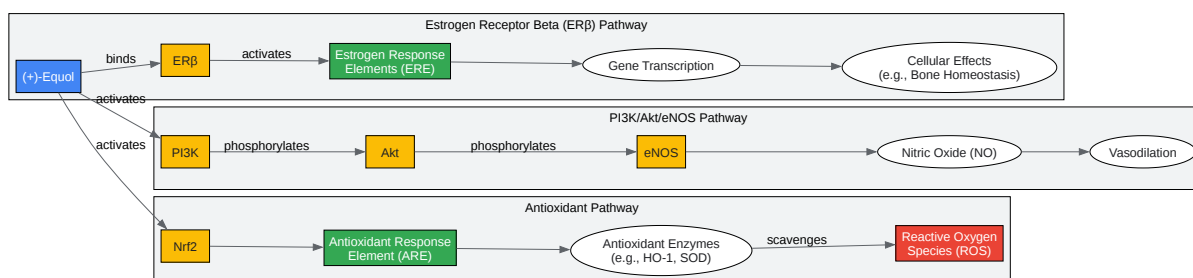 Estrogen Receptor Beta (ERβ) Pathway
(+)-Equol
binds
ERβ
activates
Estrogen Response
Elements (ERE)
Gene Transcription
Cellular Effects
(e.g., Bone Homeostasis)
activates
PI3K/Akt/eNOS Pathway
PI3K
phosphorylates
Akt
phosphorylates
eNOS
Nitric Oxide (NO)
Vasodilation
activates
Antioxidant Pathway
Nrf2
Antioxidant Response
Element (ARE)
Antioxidant Enzymes
(e.g., HO-1, SOD)
scavenges
Reactive Oxygen
Species (ROS)